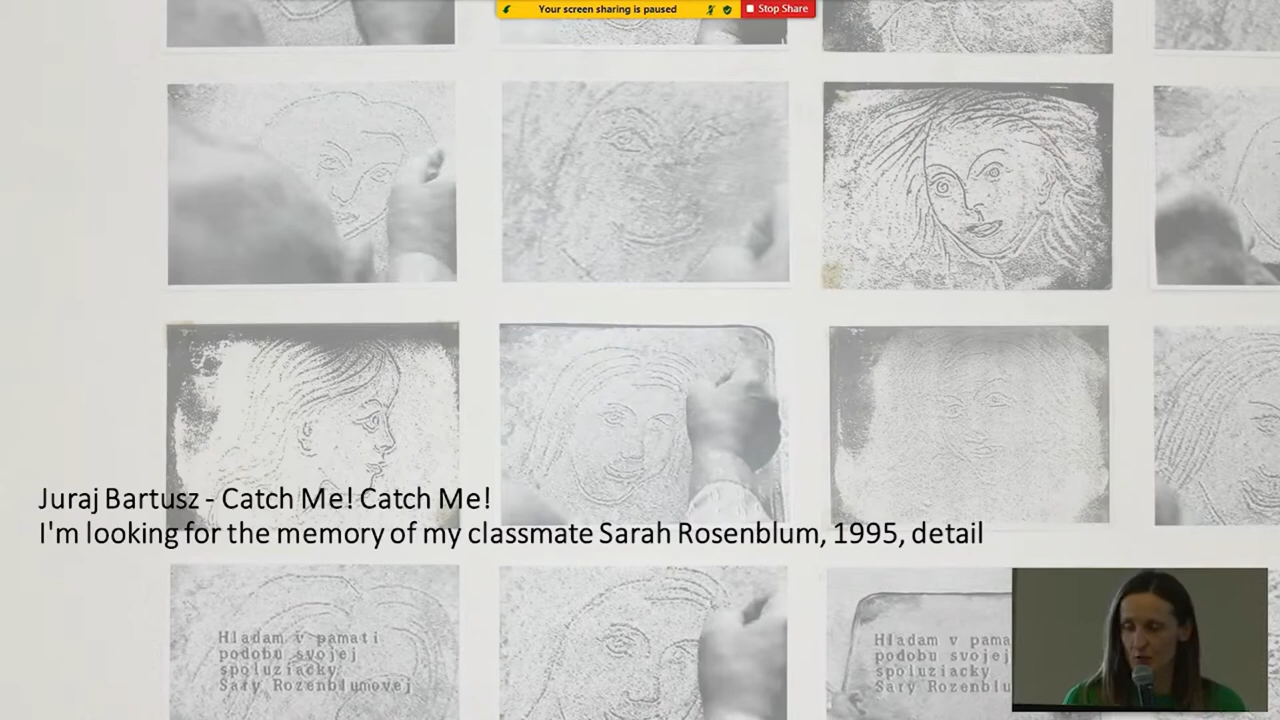 Your screen sharing is paused
Stop Share
Juraj Bartusz - Catch Me! Catch Me!
I'm looking for the memory of my classmate Sarah Rosenblum, 1995, detail
Hladam v pamati
podobu svojej
spoluziacky
Sary Rozenblumovej
Hladam v pama
podobu svojej
spoluziacky
Sary Rozenblu